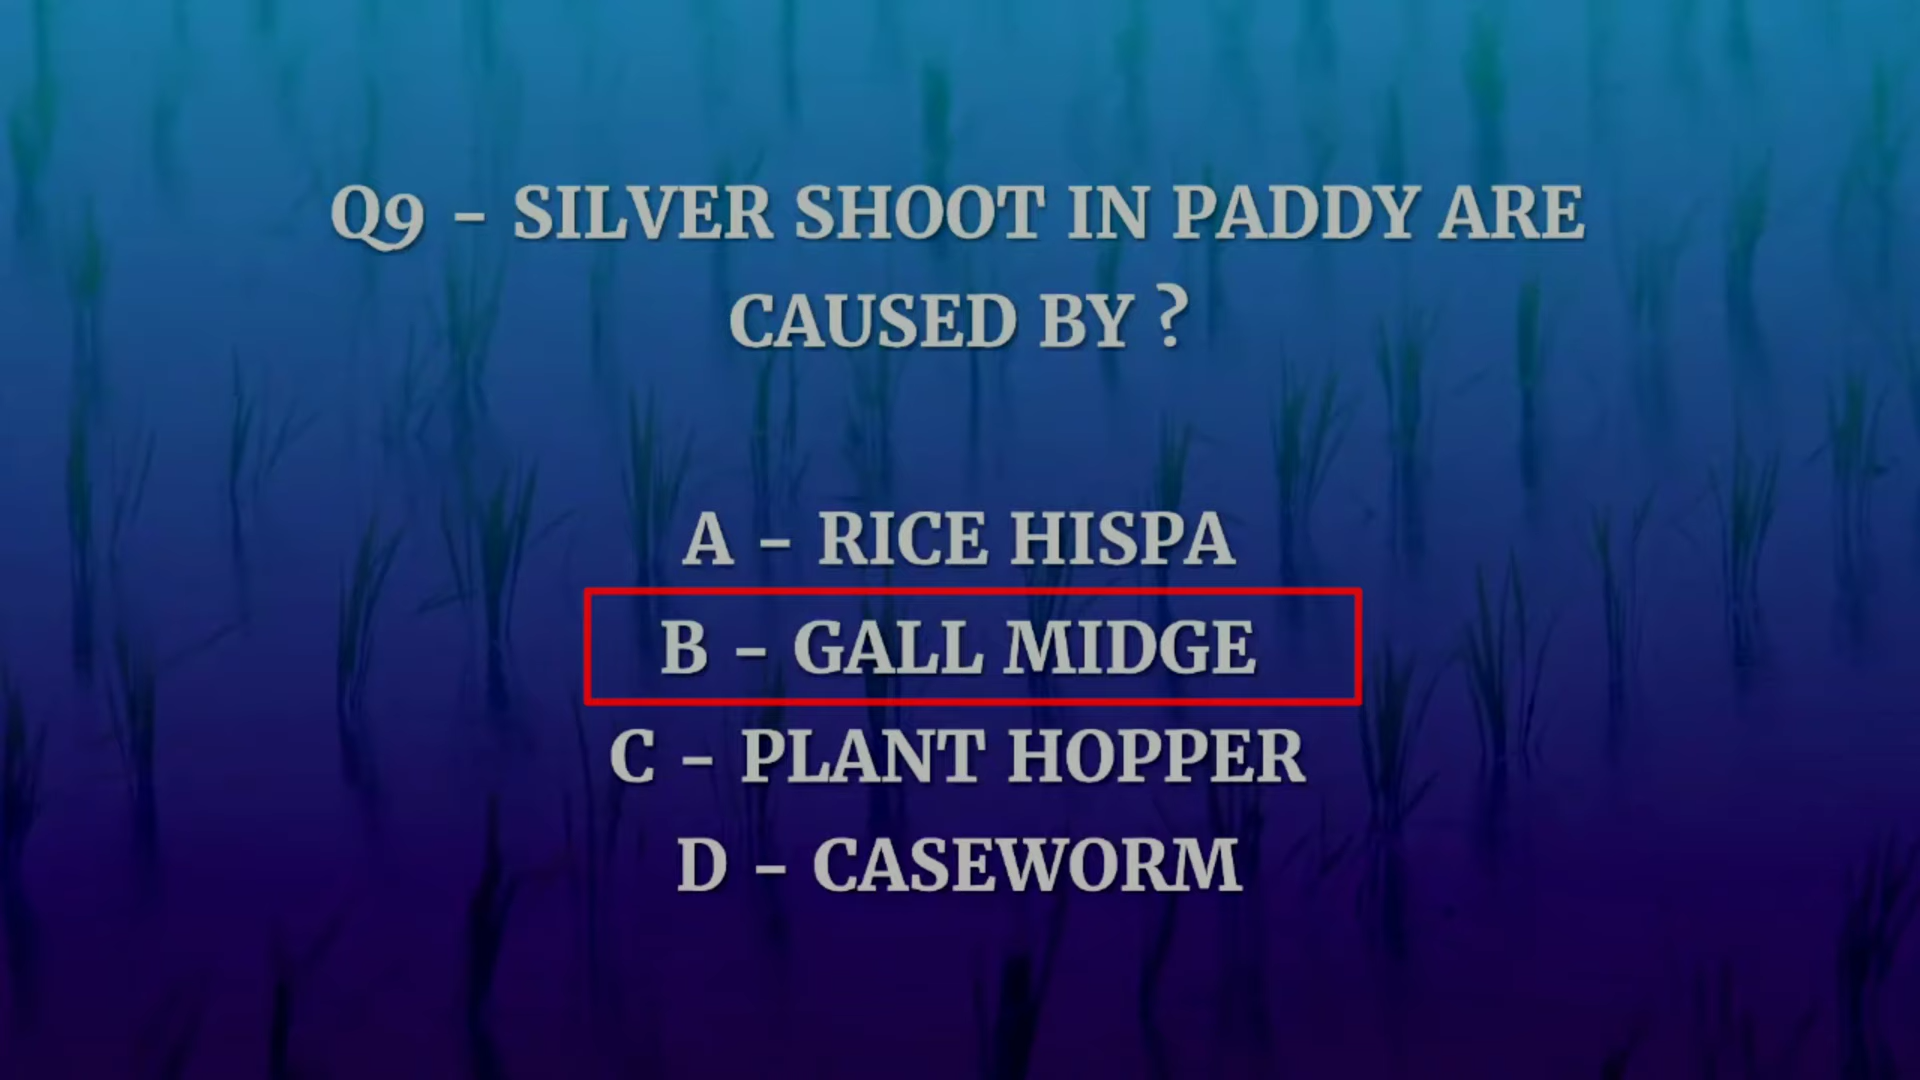 Q9 - SILVER SHOOT IN PADDY ARE
CAUSED BY ?
A - RICE HISPA
B - GALL MIDGE
C - PLANT HOPPER
D - CASEWORM